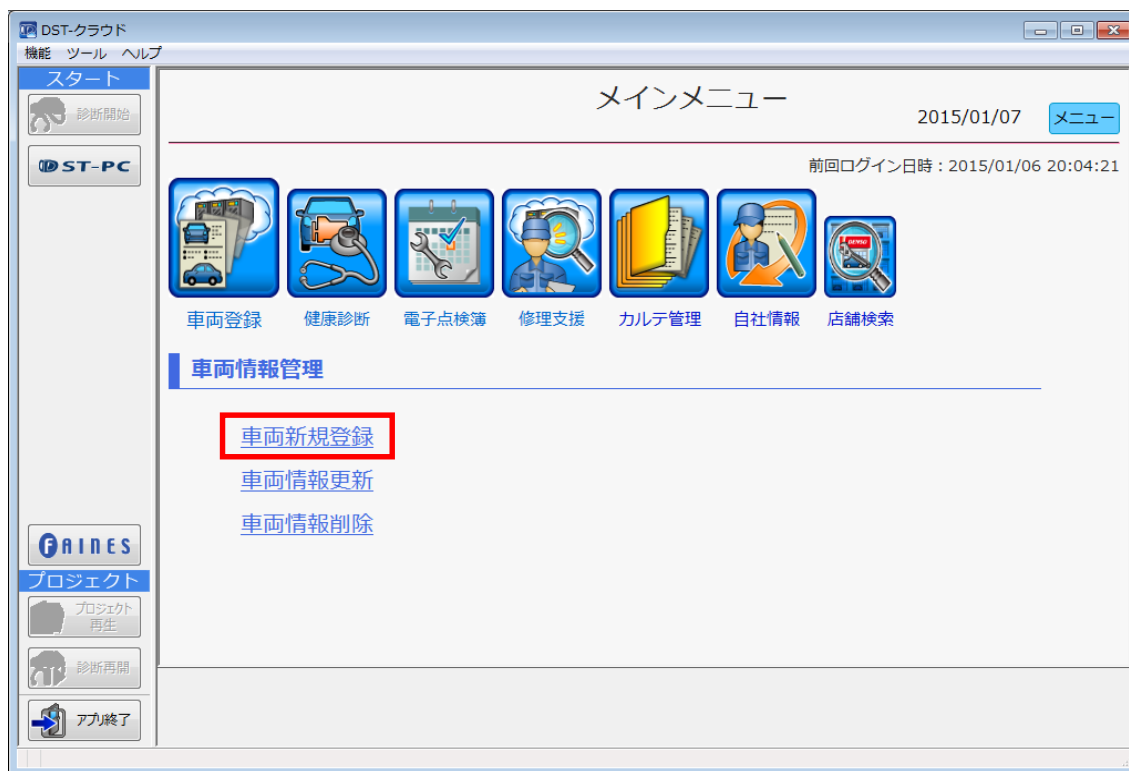 DST-クラウド
機能 ツール ヘルプ
スタート
診断開始
DST-PC
メインメニュー
2015/01/07
メニュー
前回ログイン日時：2015/01/06 20:04:21
DENSO
車両登録 健康診断 電子点検簿 修理支援 カルテ管理 自社情報 店舗検索
車両情報管理
車両新規登録
車両情報更新
車両情報削除
FAINES
プロジェクト
プロジェクト
再生
診断再開
アプリ終了